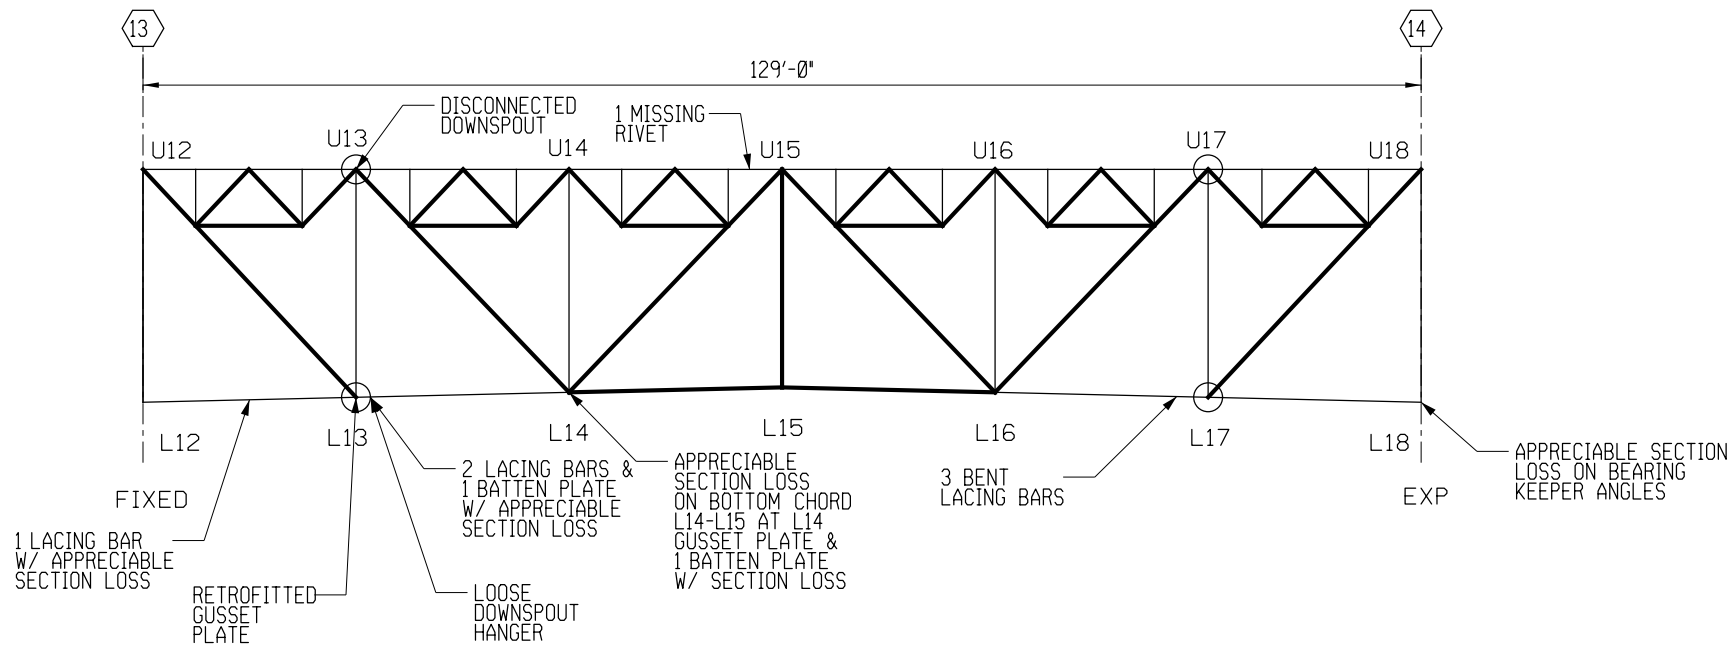 13
14
129'-0"
DISCONNECTED
DOWNSPOUT
1 MISSING
RIVET
U12
U13
U14
U15
U16
U17
U18
L12
L13
L14
L15
L16
L17
L18
FIXED
EXP
1 LACING BAR
W/ APPRECIABLE
SECTION LOSS
RETROFITTED
GUSSET
PLATE
2 LACING BARS &
1 BATTEN PLATE
W/ APPRECIABLE
SECTION LOSS
LOOSE
DOWNSPOUT
HANGER
APPRECIABLE
SECTION LOSS
ON BOTTOM CHORD
L14-L15 AT L14
GUSSET PLATE &
1 BATTEN PLATE
W/ SECTION LOSS
3 BENT
LACING BARS
APPRECIABLE SECTION
LOSS ON BEARING
KEEPER ANGLES